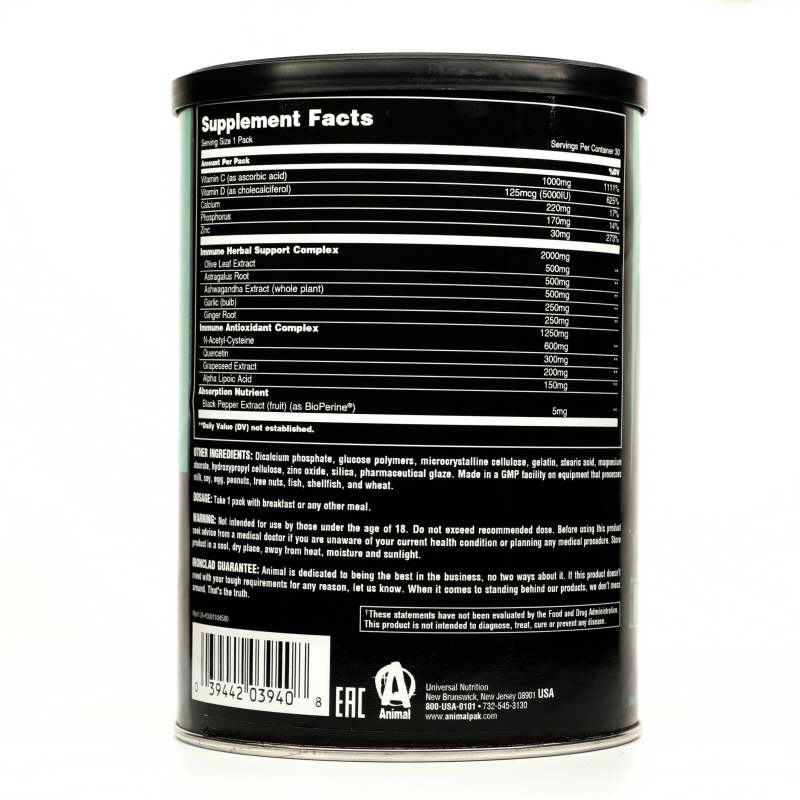 Supplement Facts
Serving Size 1 Pack Servings Per Container 30
Amount Per Pack %DV
Vitamin C (as ascorbic acid) 1000mg 1111%
Vitamin D (as cholecalciferol) 125mcg (5000IU) 625%
Calcium 220mg 17%
Phosphorus 170mg 14%
Zinc 30mg 273%
Immune Herbal Support Complex 2000mg
Olive Leaf Extract 500mg **
Astragalus Root 500mg **
Ashwagandha Extract (whole plant) 500mg **
Garlic (bulb) 250mg **
Ginger Root 250mg **
Immune Antioxidant Complex 1250mg
N-Acetyl-Cysteine 600mg **
Quercetin 300mg **
Grapeseed Extract 200mg **
Alpha Lipoic Acid 150mg **
Absorption Nutrient
Black Pepper Extract (fruit) (as BioPerine®) 5mg **
**Daily Value (DV) not established.
OTHER INGREDIENTS: Dicalcium phosphate, glucose polymers, microcrystalline cellulose, gelatin, stearic acid, magnesium
stearate, hydroxypropyl cellulose, zinc oxide, silica, pharmaceutical glaze. Made in a GMP facility on equipment that processes
milk, soy, egg, peanuts, tree nuts, fish, shellfish, and wheat.
DOSAGE: Take 1 pack with breakfast or any other meal.
WARNING: Not intended for use by those under the age of 18. Do not exceed recommended dose. Before using this product
seek advice from a medical doctor if you are unaware of your current health condition or planning any medical procedure. Store
product in a cool, dry place, away from heat, moisture and sunlight.
IRONCLAD GUARANTEE: Animal is dedicated to being the best in the business, no two ways about it. If this product doesn't
meet with your tough requirements for any reason, let us know. When it comes to standing behind our products, we don't mess
around. That's the truth.
†These statements have not been evaluated by the Food and Drug Administration.
This product is not intended to diagnose, treat, cure or prevent any disease.
0 39442 03940 8
EAC
A
Animal
Universal Nutrition
New Brunswick, New Jersey 08901 USA
800-USA-0101 • 732-545-3130
www.animalpak.com